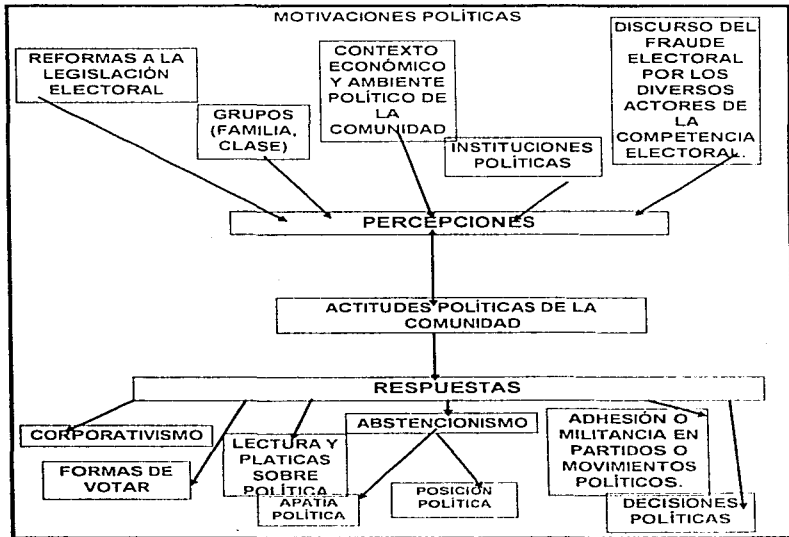 MOTIVACIONES POLÍTICAS
REFORMAS A LA
LEGISLACIÓN
ELECTORAL
GRUPOS
(FAMILIA,
CLASE)
CONTEXTO
ECONÓMICO
Y AMBIENTE
POLÍTICO DE
LA
COMUNIDAD
INSTITUCIONES
POLÍTICAS
DISCURSO DEL
FRAUDE
ELECTORAL
POR LOS
DIVERSOS
ACTORES DE
LA
COMPETENCIA
ELECTORAL.
PERCEPCIONES
ACTITUDES POLÍTICAS DE LA
COMUNIDAD
RESPUESTAS
CORPORATIVISMO
FORMAS DE
VOTAR
LECTURA Y
PLATICAS
SOBRE
POLÍTICA
ABSTENCIONISMO
APATÍA
POLÍTICA
POSICIÓN
POLÍTICA
ADHESIÓN O
MILITANCIA EN
PARTIDOS O
MOVIMIENTOS
POLÍTICOS.
DECISIONES
POLÍTICAS